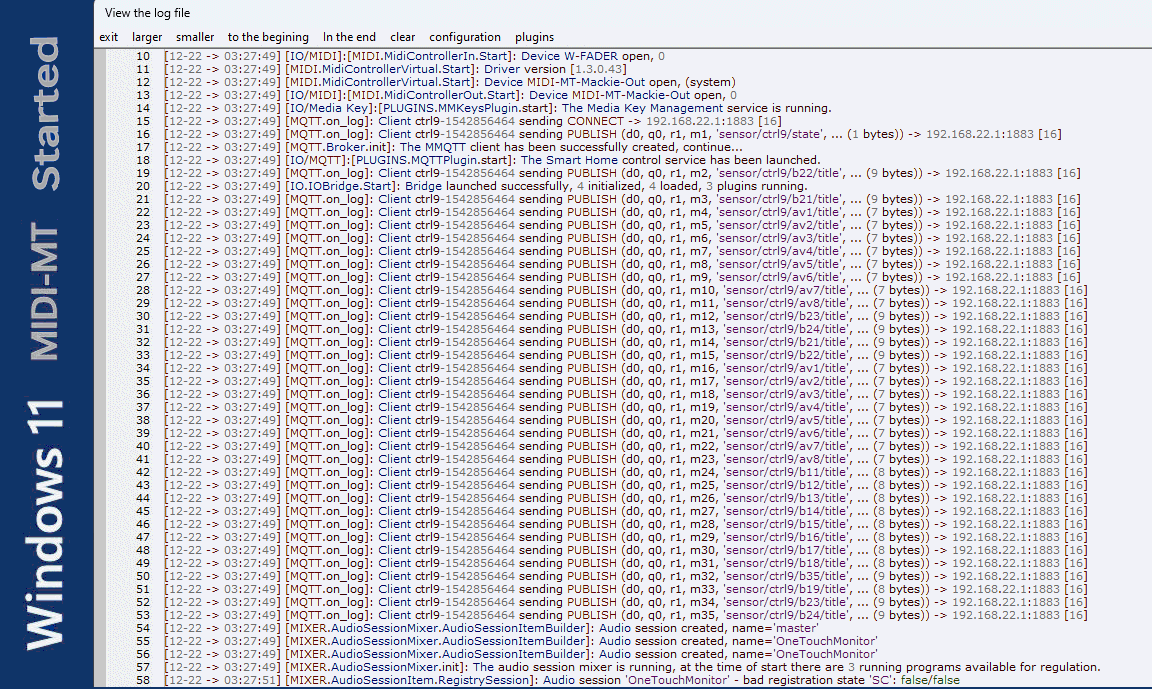 Windows 11 MIDI-MT Started
View the log file
exit larger smaller to the begining In the end clear configuration plugins
10 [12-22 -> 03:27:49] [IO/MIDI]:[MIDI.MidiControllerIn.Start]: Device W-FADER open, 0
11 [12-22 -> 03:27:49] [MIDI.MidiControllerVirtual.Start]: Driver version [1.3.0.43]
12 [12-22 -> 03:27:49] [MIDI.MidiControllerVirtual.Start]: Device MIDI-MT-Mackie-Out open, (system)
13 [12-22 -> 03:27:49] [IO/MIDI]:[MIDI.MidiControllerOut.Start]: Device MIDI-MT-Mackie-Out open, 0
14 [12-22 -> 03:27:49] [IO/Media Key]:[PLUGINS.MMKeysPlugin.start]: The Media Key Management service is running.
15 [12-22 -> 03:27:49] [MQTT.on_log]: Client ctrl9-1542856464 sending CONNECT -> 192.168.22.1:1883 [16]
16 [12-22 -> 03:27:49] [MQTT.on_log]: Client ctrl9-1542856464 sending PUBLISH (d0, q0, r1, m1, 'sensor/ctrl9/state', ... (1 bytes)) -> 192.168.22.1:1883 [16]
17 [12-22 -> 03:27:49] [MQTT.Broker.init]: The MMQTT client has been successfully created, continue...
18 [12-22 -> 03:27:49] [IO/MQTT]:[PLUGINS.MQTTPlugin.start]: The Smart Home control service has been launched.
19 [12-22 -> 03:27:49] [MQTT.on_log]: Client ctrl9-1542856464 sending PUBLISH (d0, q0, r1, m2, 'sensor/ctrl9/b22/title', ... (9 bytes)) -> 192.168.22.1:1883 [16]
20 [12-22 -> 03:27:49] [IO.IOBridge.Start]: Bridge launched successfully, 4 initialized, 4 loaded, 3 plugins running.
21 [12-22 -> 03:27:49] [MQTT.on_log]: Client ctrl9-1542856464 sending PUBLISH (d0, q0, r1, m3, 'sensor/ctrl9/b21/title', ... (9 bytes)) -> 192.168.22.1:1883 [16]
22 [12-22 -> 03:27:49] [MQTT.on_log]: Client ctrl9-1542856464 sending PUBLISH (d0, q0, r1, m4, 'sensor/ctrl9/av1/title', ... (7 bytes)) -> 192.168.22.1:1883 [16]
23 [12-22 -> 03:27:49] [MQTT.on_log]: Client ctrl9-1542856464 sending PUBLISH (d0, q0, r1, m5, 'sensor/ctrl9/av2/title', ... (7 bytes)) -> 192.168.22.1:1883 [16]
24 [12-22 -> 03:27:49] [MQTT.on_log]: Client ctrl9-1542856464 sending PUBLISH (d0, q0, r1, m6, 'sensor/ctrl9/av3/title', ... (7 bytes)) -> 192.168.22.1:1883 [16]
25 [12-22 -> 03:27:49] [MQTT.on_log]: Client ctrl9-1542856464 sending PUBLISH (d0, q0, r1, m7, 'sensor/ctrl9/av4/title', ... (7 bytes)) -> 192.168.22.1:1883 [16]
26 [12-22 -> 03:27:49] [MQTT.on_log]: Client ctrl9-1542856464 sending PUBLISH (d0, q0, r1, m8, 'sensor/ctrl9/av5/title', ... (7 bytes)) -> 192.168.22.1:1883 [16]
27 [12-22 -> 03:27:49] [MQTT.on_log]: Client ctrl9-1542856464 sending PUBLISH (d0, q0, r1, m9, 'sensor/ctrl9/av6/title', ... (7 bytes)) -> 192.168.22.1:1883 [16]
28 [12-22 -> 03:27:49] [MQTT.on_log]: Client ctrl9-1542856464 sending PUBLISH (d0, q0, r1, m10, 'sensor/ctrl9/av7/title', ... (7 bytes)) -> 192.168.22.1:1883 [16]
29 [12-22 -> 03:27:49] [MQTT.on_log]: Client ctrl9-1542856464 sending PUBLISH (d0, q0, r1, m11, 'sensor/ctrl9/av8/title', ... (7 bytes)) -> 192.168.22.1:1883 [16]
30 [12-22 -> 03:27:49] [MQTT.on_log]: Client ctrl9-1542856464 sending PUBLISH (d0, q0, r1, m12, 'sensor/ctrl9/b23/title', ... (9 bytes)) -> 192.168.22.1:1883 [16]
31 [12-22 -> 03:27:49] [MQTT.on_log]: Client ctrl9-1542856464 sending PUBLISH (d0, q0, r1, m13, 'sensor/ctrl9/b24/title', ... (9 bytes)) -> 192.168.22.1:1883 [16]
32 [12-22 -> 03:27:49] [MQTT.on_log]: Client ctrl9-1542856464 sending PUBLISH (d0, q0, r1, m14, 'sensor/ctrl9/b21/title', ... (9 bytes)) -> 192.168.22.1:1883 [16]
33 [12-22 -> 03:27:49] [MQTT.on_log]: Client ctrl9-1542856464 sending PUBLISH (d0, q0, r1, m15, 'sensor/ctrl9/b22/title', ... (9 bytes)) -> 192.168.22.1:1883 [16]
34 [12-22 -> 03:27:49] [MQTT.on_log]: Client ctrl9-1542856464 sending PUBLISH (d0, q0, r1, m16, 'sensor/ctrl9/av1/title', ... (7 bytes)) -> 192.168.22.1:1883 [16]
35 [12-22 -> 03:27:49] [MQTT.on_log]: Client ctrl9-1542856464 sending PUBLISH (d0, q0, r1, m17, 'sensor/ctrl9/av2/title', ... (7 bytes)) -> 192.168.22.1:1883 [16]
36 [12-22 -> 03:27:49] [MQTT.on_log]: Client ctrl9-1542856464 sending PUBLISH (d0, q0, r1, m18, 'sensor/ctrl9/av3/title', ... (7 bytes)) -> 192.168.22.1:1883 [16]
37 [12-22 -> 03:27:49] [MQTT.on_log]: Client ctrl9-1542856464 sending PUBLISH (d0, q0, r1, m19, 'sensor/ctrl9/av4/title', ... (7 bytes)) -> 192.168.22.1:1883 [16]
38 [12-22 -> 03:27:49] [MQTT.on_log]: Client ctrl9-1542856464 sending PUBLISH (d0, q0, r1, m20, 'sensor/ctrl9/av5/title', ... (7 bytes)) -> 192.168.22.1:1883 [16]
39 [12-22 -> 03:27:49] [MQTT.on_log]: Client ctrl9-1542856464 sending PUBLISH (d0, q0, r1, m21, 'sensor/ctrl9/av6/title', ... (7 bytes)) -> 192.168.22.1:1883 [16]
40 [12-22 -> 03:27:49] [MQTT.on_log]: Client ctrl9-1542856464 sending PUBLISH (d0, q0, r1, m22, 'sensor/ctrl9/av7/title', ... (7 bytes)) -> 192.168.22.1:1883 [16]
41 [12-22 -> 03:27:49] [MQTT.on_log]: Client ctrl9-1542856464 sending PUBLISH (d0, q0, r1, m23, 'sensor/ctrl9/av8/title', ... (7 bytes)) -> 192.168.22.1:1883 [16]
42 [12-22 -> 03:27:49] [MQTT.on_log]: Client ctrl9-1542856464 sending PUBLISH (d0, q0, r1, m24, 'sensor/ctrl9/b11/title', ... (8 bytes)) -> 192.168.22.1:1883 [16]
43 [12-22 -> 03:27:49] [MQTT.on_log]: Client ctrl9-1542856464 sending PUBLISH (d0, q0, r1, m25, 'sensor/ctrl9/b12/title', ... (8 bytes)) -> 192.168.22.1:1883 [16]
44 [12-22 -> 03:27:49] [MQTT.on_log]: Client ctrl9-1542856464 sending PUBLISH (d0, q0, r1, m26, 'sensor/ctrl9/b13/title', ... (8 bytes)) -> 192.168.22.1:1883 [16]
45 [12-22 -> 03:27:49] [MQTT.on_log]: Client ctrl9-1542856464 sending PUBLISH (d0, q0, r1, m27, 'sensor/ctrl9/b14/title', ... (8 bytes)) -> 192.168.22.1:1883 [16]
46 [12-22 -> 03:27:49] [MQTT.on_log]: Client ctrl9-1542856464 sending PUBLISH (d0, q0, r1, m28, 'sensor/ctrl9/b15/title', ... (8 bytes)) -> 192.168.22.1:1883 [16]
47 [12-22 -> 03:27:49] [MQTT.on_log]: Client ctrl9-1542856464 sending PUBLISH (d0, q0, r1, m29, 'sensor/ctrl9/b16/title', ... (8 bytes)) -> 192.168.22.1:1883 [16]
48 [12-22 -> 03:27:49] [MQTT.on_log]: Client ctrl9-1542856464 sending PUBLISH (d0, q0, r1, m30, 'sensor/ctrl9/b17/title', ... (8 bytes)) -> 192.168.22.1:1883 [16]
49 [12-22 -> 03:27:49] [MQTT.on_log]: Client ctrl9-1542856464 sending PUBLISH (d0, q0, r1, m31, 'sensor/ctrl9/b18/title', ... (8 bytes)) -> 192.168.22.1:1883 [16]
50 [12-22 -> 03:27:49] [MQTT.on_log]: Client ctrl9-1542856464 sending PUBLISH (d0, q0, r1, m32, 'sensor/ctrl9/b35/title', ... (9 bytes)) -> 192.168.22.1:1883 [16]
51 [12-22 -> 03:27:49] [MQTT.on_log]: Client ctrl9-1542856464 sending PUBLISH (d0, q0, r1, m33, 'sensor/ctrl9/b19/title', ... (8 bytes)) -> 192.168.22.1:1883 [16]
52 [12-22 -> 03:27:49] [MQTT.on_log]: Client ctrl9-1542856464 sending PUBLISH (d0, q0, r1, m34, 'sensor/ctrl9/b23/title', ... (9 bytes)) -> 192.168.22.1:1883 [16]
53 [12-22 -> 03:27:49] [MQTT.on_log]: Client ctrl9-1542856464 sending PUBLISH (d0, q0, r1, m35, 'sensor/ctrl9/b24/title', ... (9 bytes)) -> 192.168.22.1:1883 [16]
54 [12-22 -> 03:27:49] [MIXER.AudioSessionMixer.AudioSessionItemBuilder]: Audio session created, name='master'
55 [12-22 -> 03:27:49] [MIXER.AudioSessionMixer.AudioSessionItemBuilder]: Audio session created, name='OneTouchMonitor'
56 [12-22 -> 03:27:49] [MIXER.AudioSessionMixer.AudioSessionItemBuilder]: Audio session created, name='OneTouchMonitor'
57 [12-22 -> 03:27:49] [MIXER.AudioSessionMixer.init]: The audio session mixer is running, at the time of start there are 3 running programs available for regulation.
58 [12-22 -> 03:27:51] [MIXER.AudioSessionItem.RegistrySession]: Audio session 'OneTouchMonitor' - bad registration state 'SC': false/false